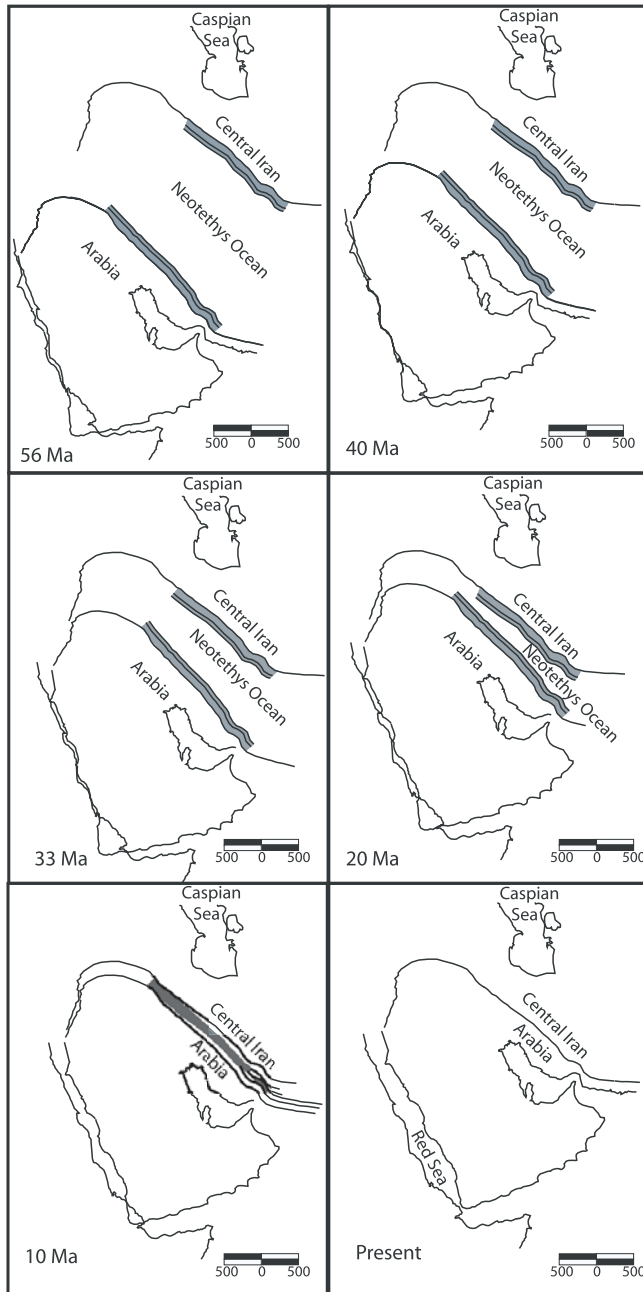 Caspian
Sea
Central Iran
Neotethys Ocean
Arabia
500 0 500
56 Ma
Caspian
Sea
Central Iran
Neotethys Ocean
Arabia
500 0 500
40 Ma
Caspian
Sea
Central Iran
Neotethys Ocean
Arabia
500 0 500
33 Ma
Caspian
Sea
Central Iran
Neotethys Ocean
Arabia
500 0 500
20 Ma
Caspian
Sea
Central Iran
Arabia
500 0 500
10 Ma
Caspian
Sea
Central Iran
Arabia
Red Sea
500 0 500
Present